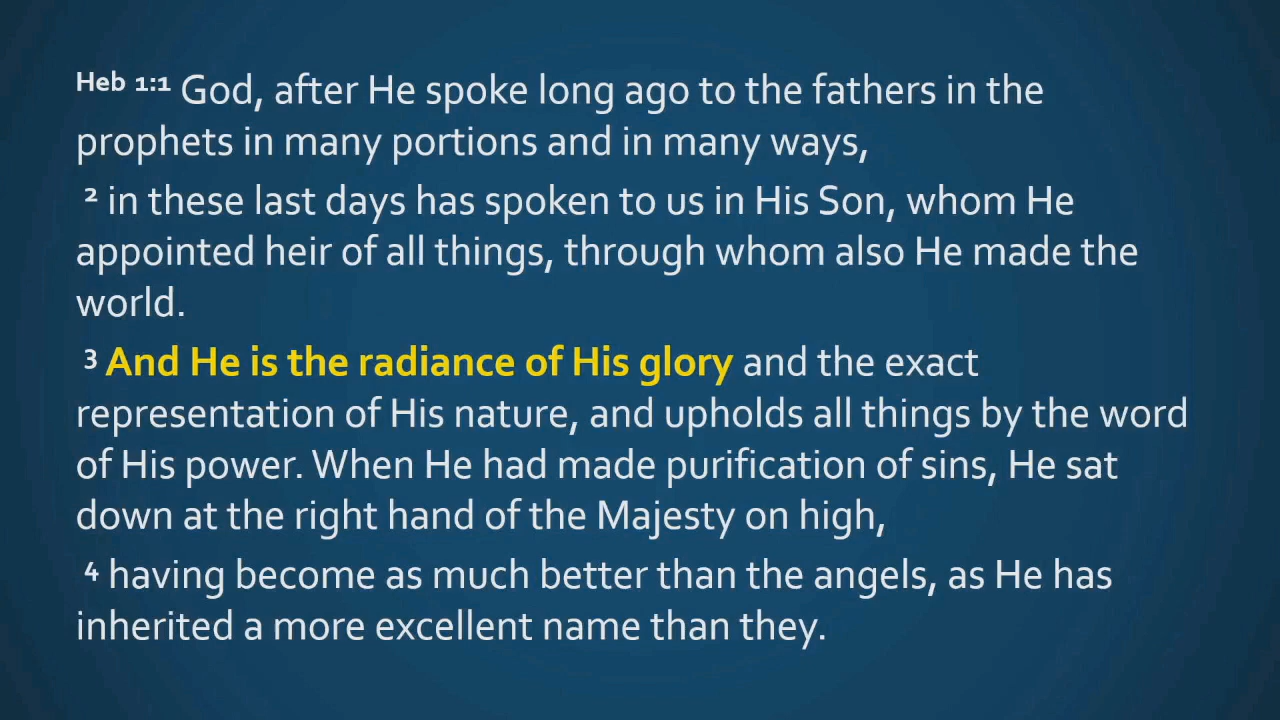 Heb 1:1 God, after He spoke long ago to the fathers in the
prophets in many portions and in many ways,
2 in these last days has spoken to us in His Son, whom He
appointed heir of all things, through whom also He made the
world.
3 And He is the radiance of His glory and the exact
representation of His nature, and upholds all things by the word
of His power. When He had made purification of sins, He sat
down at the right hand of the Majesty on high,
4 having become as much better than the angels, as He has
inherited a more excellent name than they.